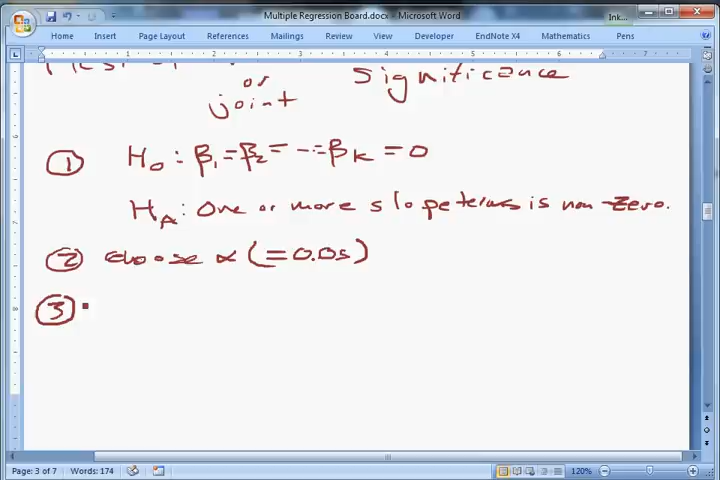 Multiple Regression Board.docx - Microsoft Word
Ink...
Home Insert Page Layout References Mailings Review View Developer EndNote X4 Mathematics Pens
or
joint
significance
① H0 : β1 = β2 = --- = βK = 0
HA : One or more slope terms is non-zero.
② choose α (= 0.05)
③
Page: 3 of 7 Words: 174 120%